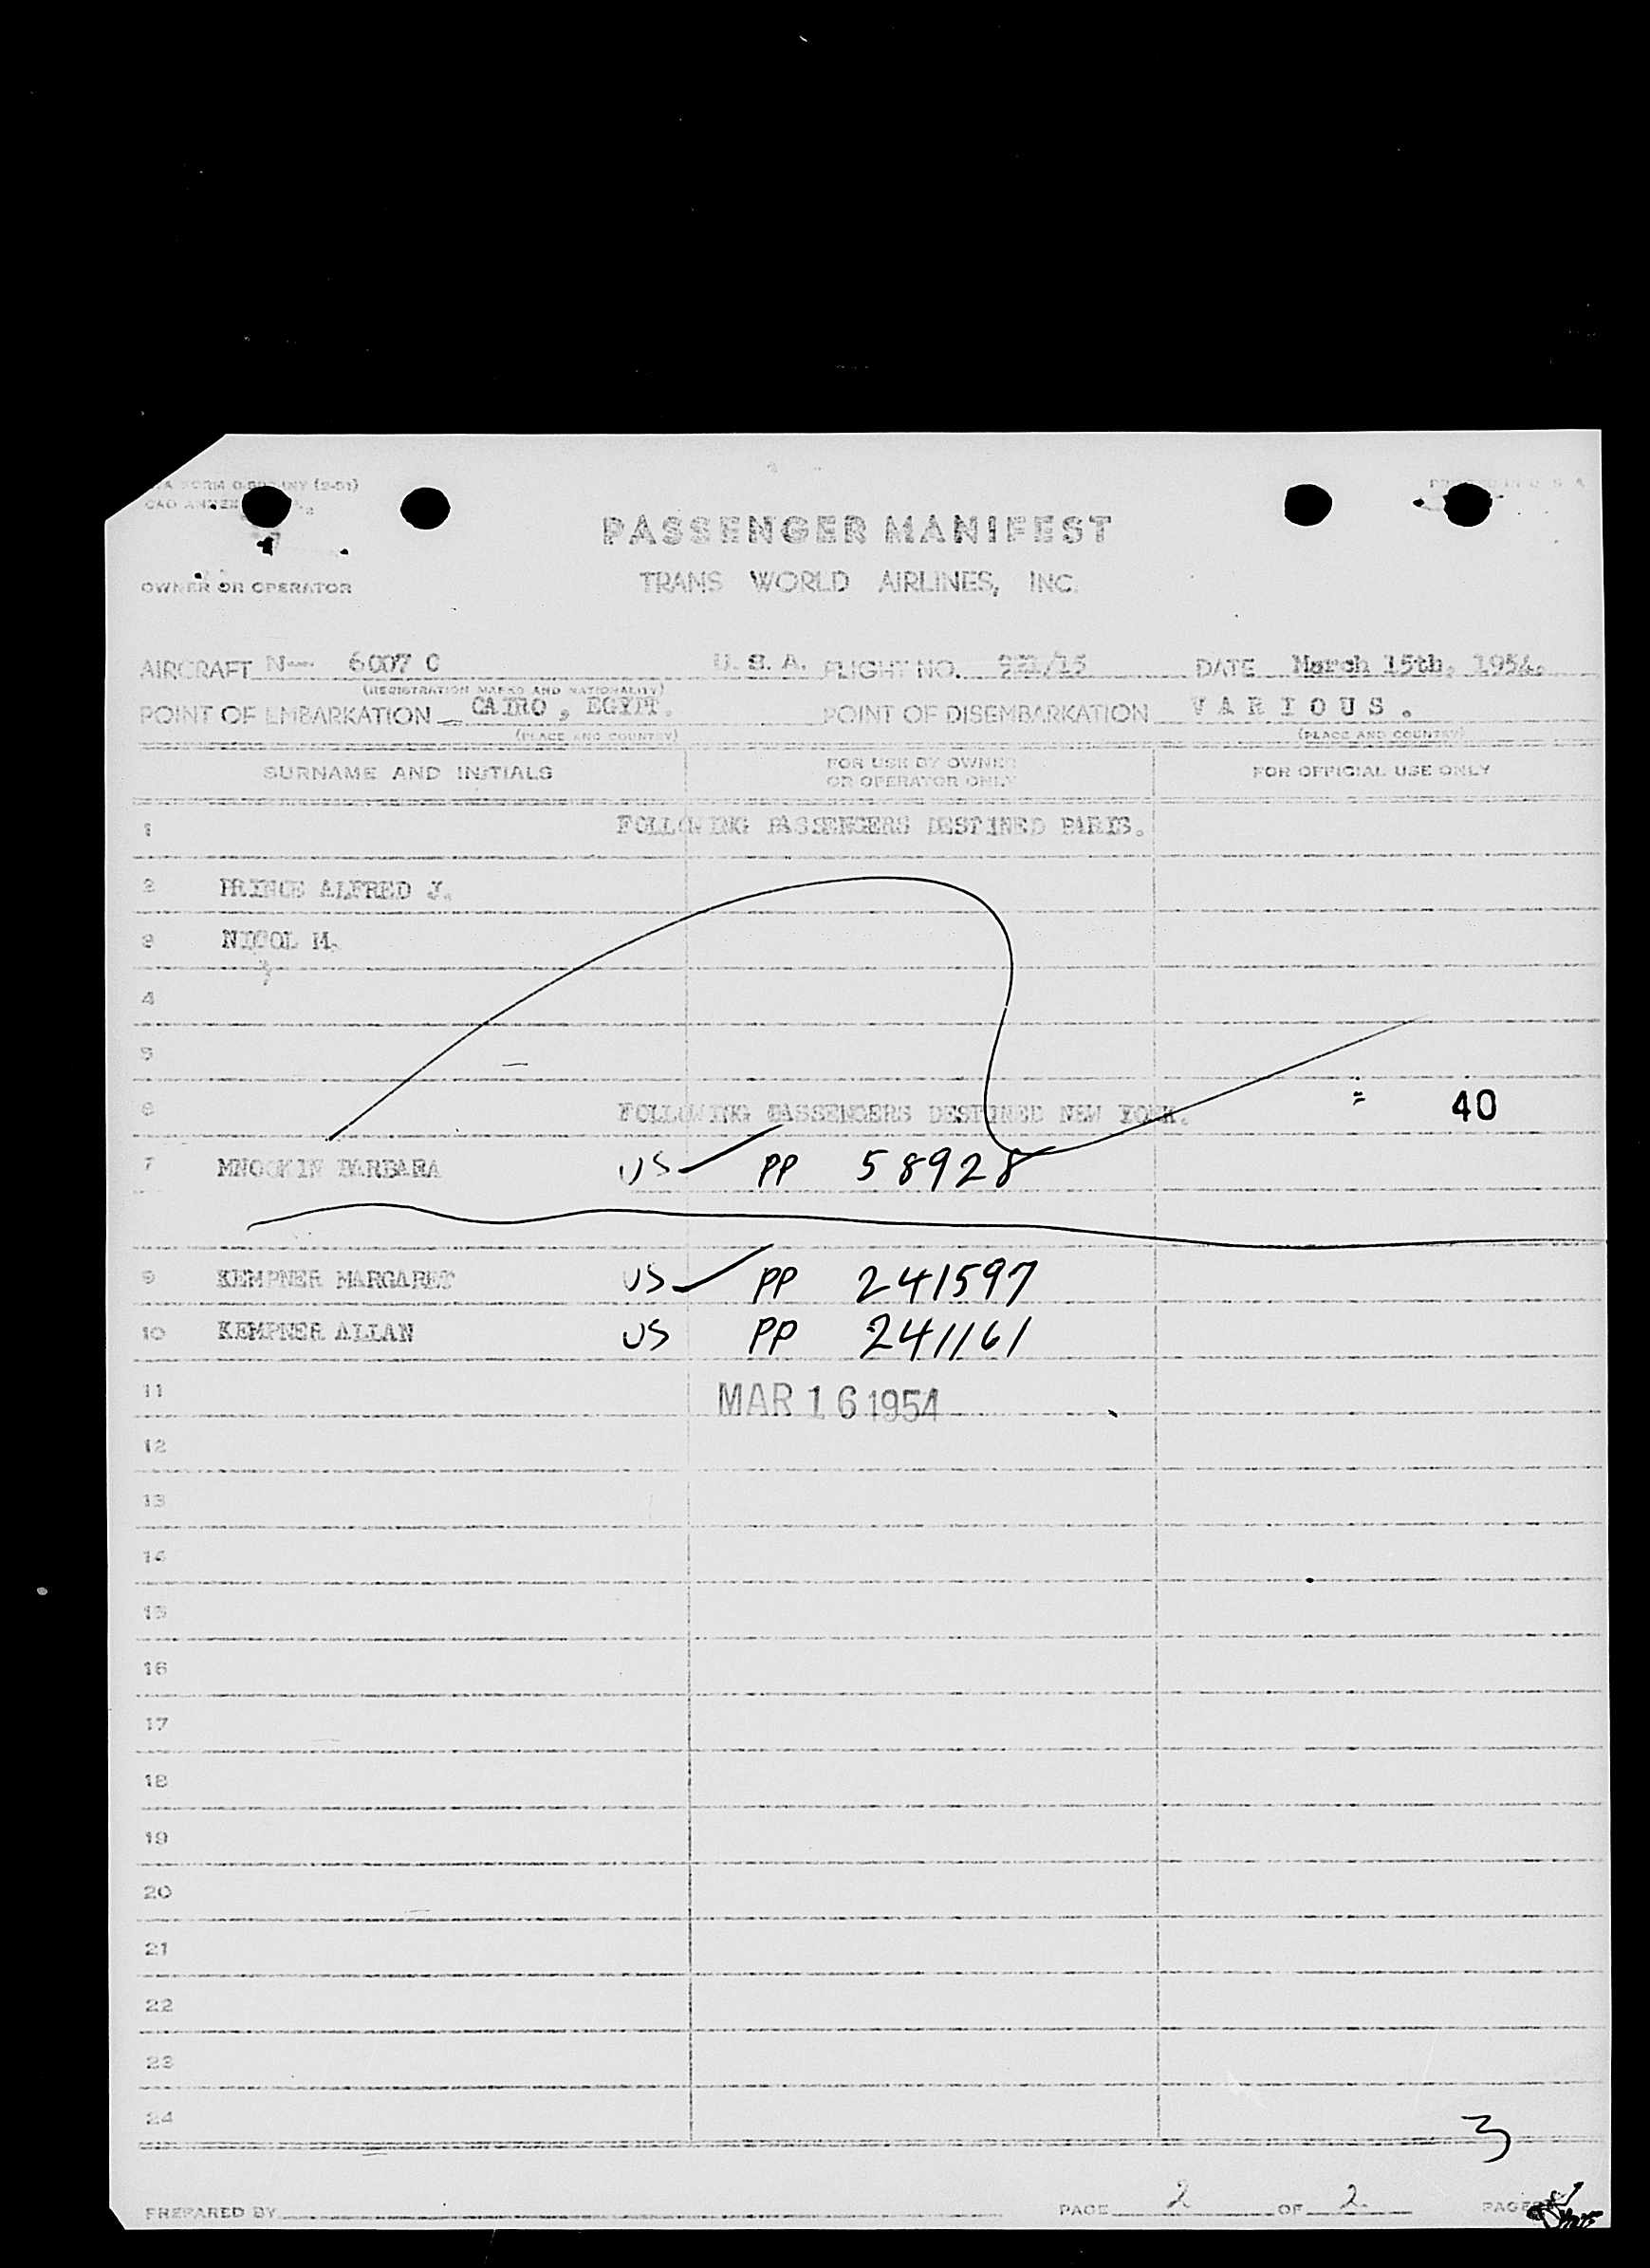 PASSENGER MANIFEST
OWNER OR OPERATOR TRANS WORLD AIRLINES, INC.
AIRCRAFT N-- 6007 C U. S. A. FLIGHT NO. DATE March 15th, 1954.
(REGISTRATION MARKS AND NATIONALITY)
POINT OF EMBARKATION CAIRO, EGYPT. POINT OF DISEMBARKATION VARIOUS.
(PLACE AND COUNTRY) (PLACE AND COUNTRY)
SURNAME AND INITIALS FOR USE BY OWNER OR OPERATOR ONLY FOR OFFICIAL USE ONLY
1 FOLLOWING PASSENGERS DESTINED PARIS.
2 PRINCE ALFRED J.
3 NICOL M.
4
5
6 FOLLOWING PASSENGERS DESTINED NEW YORK. = 40
7 MNOOKIN BARBARA US PP 58928
9 KEMPNER MARGARET US PP 241597
10 KEMPNER ALLAN US PP 241161
11 MAR 16 1954
12
13
14
15
16
17
18
19
20
21
22
23
24 3
PREPARED BY PAGE 2 OF 2 PAGES